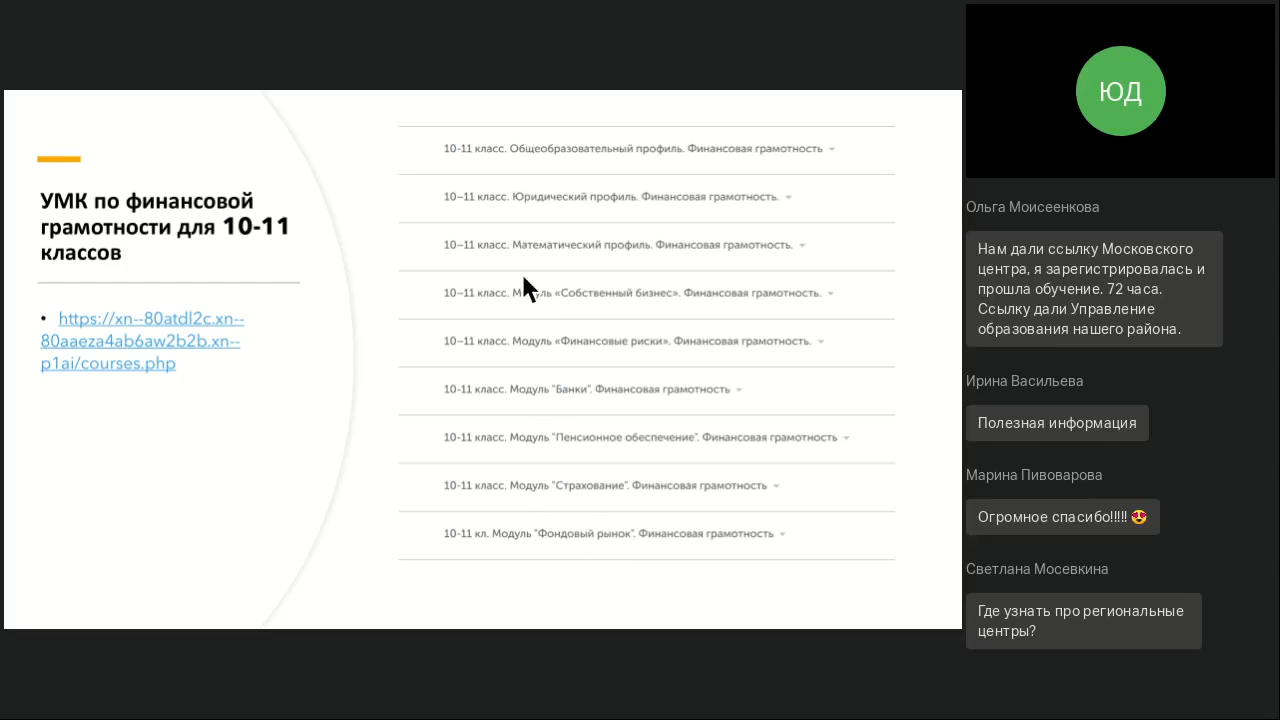 УМК по финансовой
грамотности для 10-11
классов
• https://xn--80atdl2c.xn--
80aaeza4ab6aw2b2b.xn--
p1ai/courses.php
10-11 класс. Общеобразовательный профиль. Финансовая грамотность
10–11 класс. Юридический профиль. Финансовая грамотность.
10–11 класс. Математический профиль. Финансовая грамотность.
10–11 класс. «Собственный бизнес». Финансовая грамотность.
10–11 класс. Модуль «Финансовые риски». Финансовая грамотность.
10-11 класс. Модуль "Банки". Финансовая грамотность
10-11 класс. Модуль "Пенсионное обеспечение". Финансовая грамотность
10-11 класс. Модуль "Страхование". Финансовая грамотность
10-11 кл. Модуль "Фондовый рынок". Финансовая грамотность
ЮД
Ольга Моисеенкова
Нам дали ссылку Московского
центра, я зарегистрировалась и
прошла обучение. 72 часа.
Ссылку дали Управление
образования нашего района.
Ирина Васильева
Полезная информация
Марина Пивоварова
Огромное спасибо!!!!! 😍
Светлана Мосевкина
Где узнать про региональные
центры?